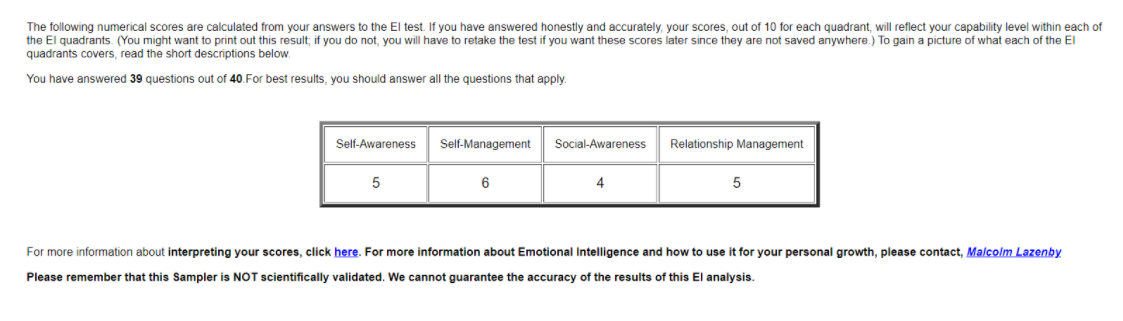 The following numerical scores are calculated from your answers to the EI test. If you have answered honestly and accurately, your scores, out of 10 for each quadrant, will reflect your capability level within each of
the EI quadrants. (You might want to print out this result; if you do not, you will have to retake the test if you want these scores later since they are not saved anywhere.) To gain a picture of what each of the EI
quadrants covers, read the short descriptions below.
You have answered 39 questions out of 40.For best results, you should answer all the questions that apply.
Self-Awareness Self-Management Social-Awareness Relationship Management
5 6 4 5
For more information about interpreting your scores, click here. For more information about Emotional Intelligence and how to use it for your personal growth, please contact, Malcolm Lazenby
Please remember that this Sampler is NOT scientifically validated. We cannot guarantee the accuracy of the results of this EI analysis.